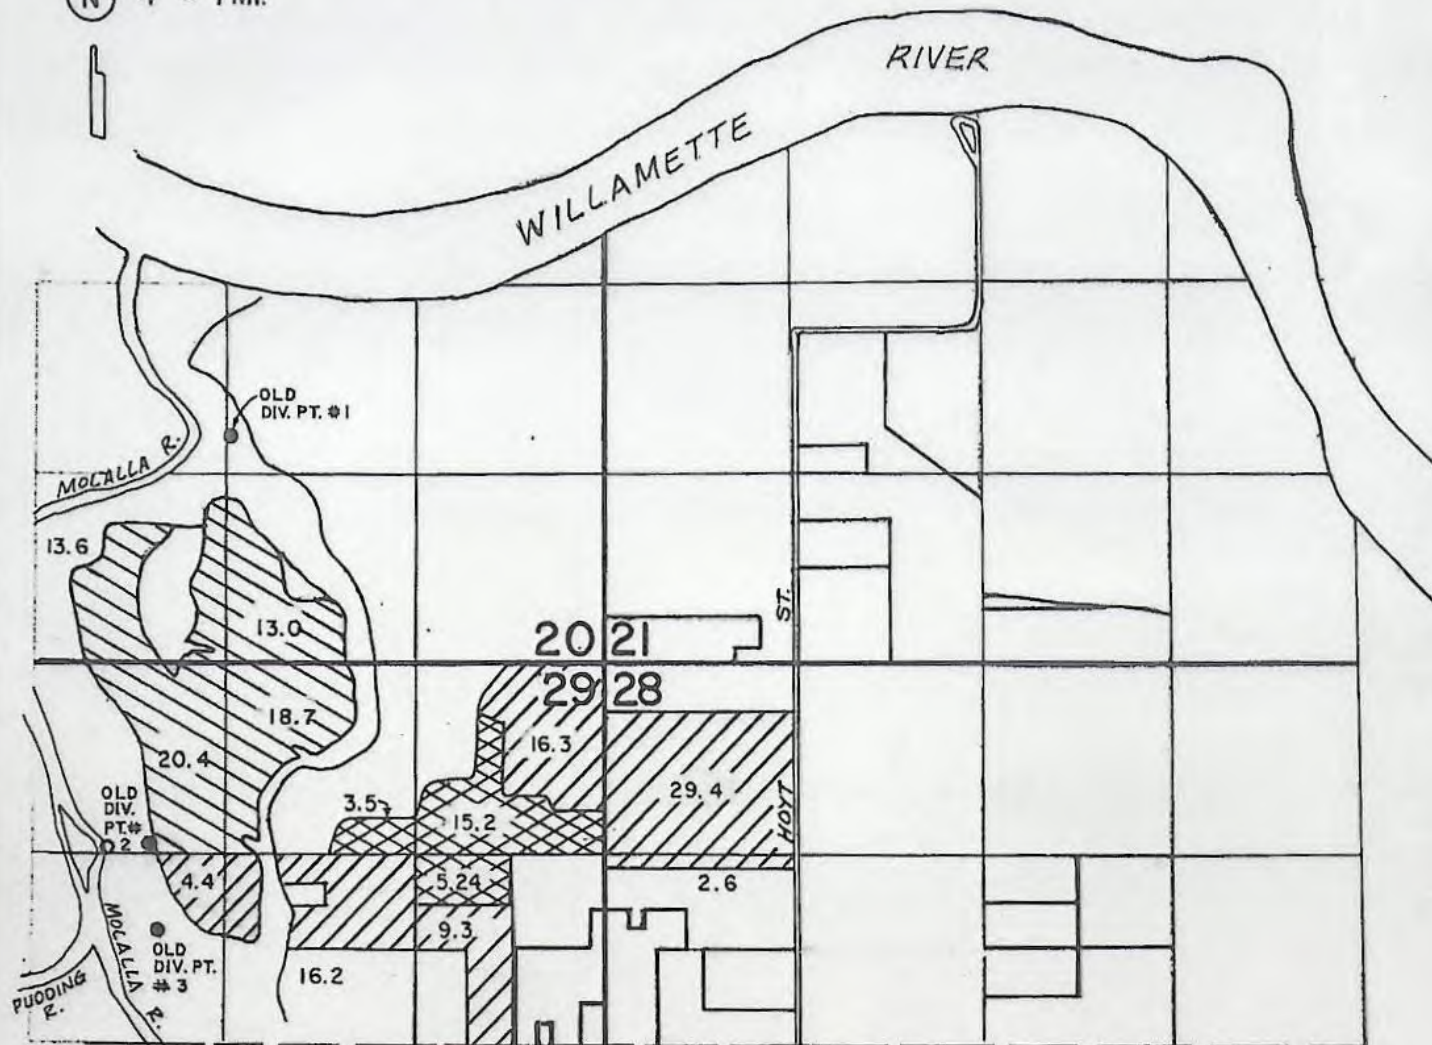 N
RIVER
WILLAMETTE
OLD
DIV. PT. #1
MOLALLA R.
13.6
13.0
ST.
20 21
29 28
18.7
16.3
20.4
29.4
HOYT
OLD
DIV.
PT.#
2
3.5
15.2
4.4
5.24
2.6
9.3
MOLALLA R.
OLD
DIV. PT.
#3
16.2
PUDDING
R.